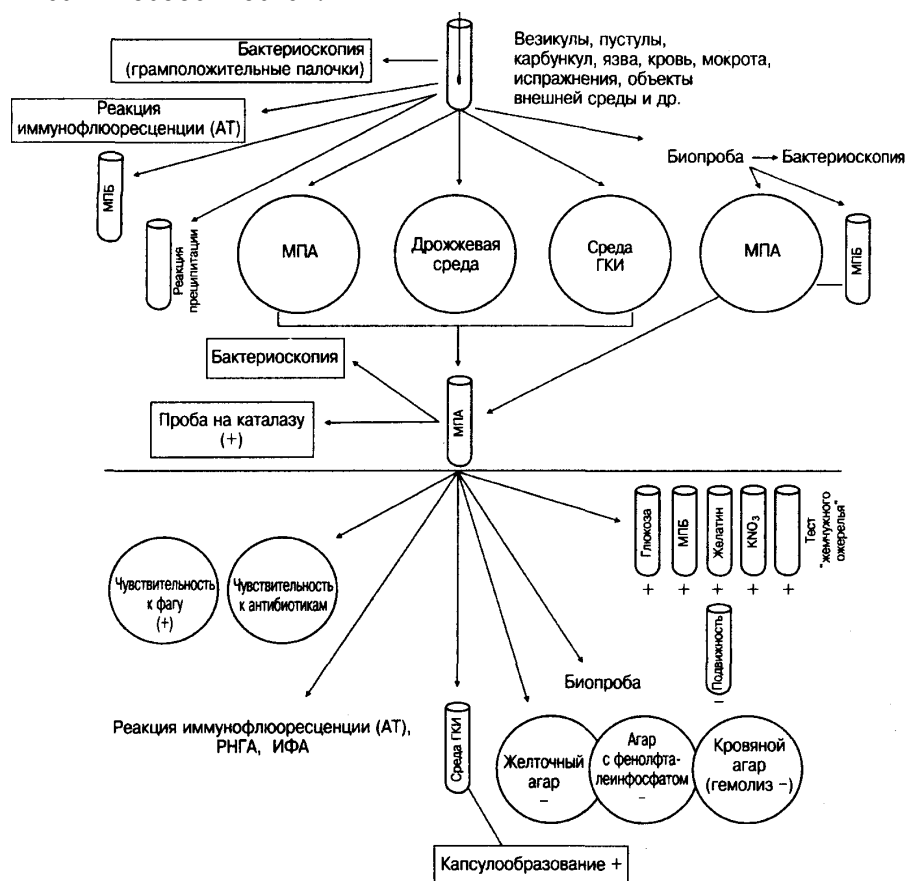 Бактериоскопия
(грамположительные палочки)
Везикулы, пустулы,
карбункул, язва, кровь, мокрота,
испражнения, объекты
внешней среды и др.
Реакция
иммунофлюоресценции (АТ)
Биопроба
Бактериоскопия
МПБ
Реакция
преципитации
МПА
Дрожжевая
среда
Среда
ГКИ
МПА
МПБ
Бактериоскопия
Проба на каталазу
(+)
МПА
Глюкоза
МПБ
Желатин
KNO3
Тест
"жемчужного
ожерелья"
+ + + + +
Чувствительность
к фагу
(+)
Чувствительность
к антибиотикам
Подвижность
−
Биопроба
Реакция иммунофлюоресценции (АТ),
РНГА, ИФА
Среда ГКИ
Желточный
агар
−
Агар
с фенолфта-
леинфосфатом
−
Кровяной
агар
(гемолиз −)
Капсулообразование +